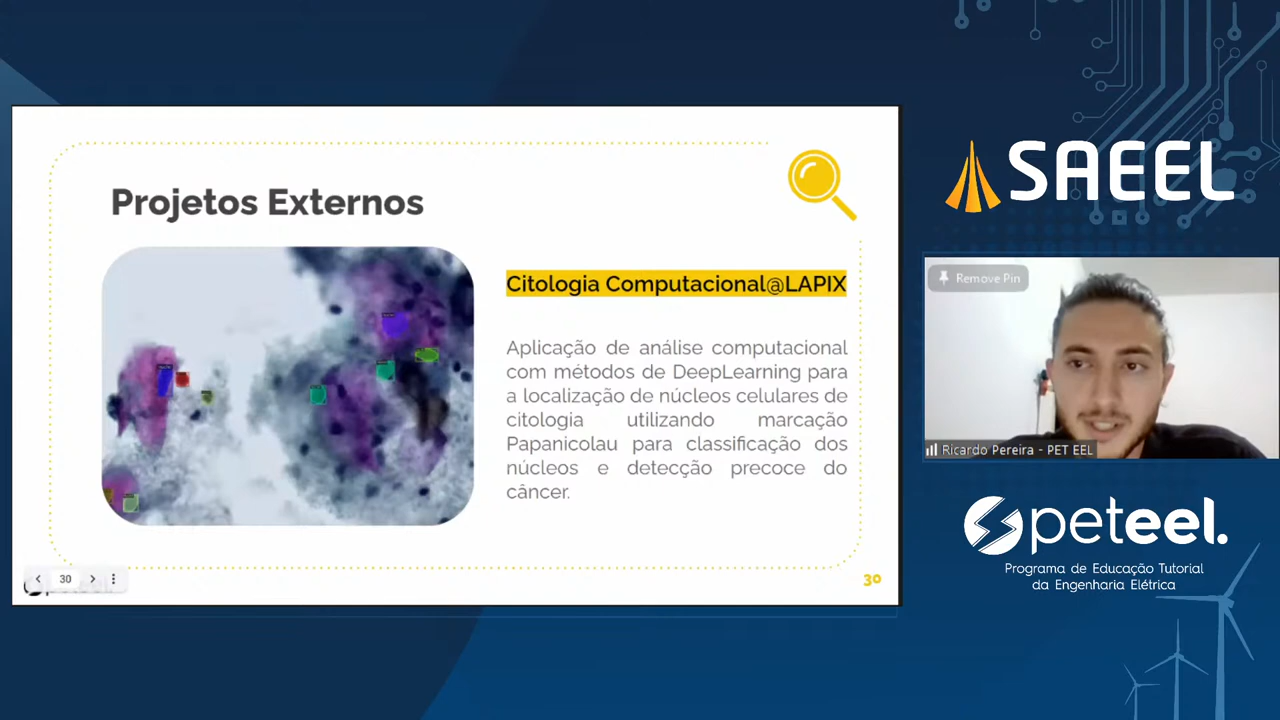 Projetos Externos
Citologia Computacional@LAPIX
Aplicação de análise computacional
com métodos de DeepLearning para
a localização de núcleos celulares de
citologia utilizando marcação
Papanicolau para classificação dos
núcleos e detecção precoce do
câncer.
30
30
SAEEL
Remove Pin
Ricardo Pereira - PET EEL
peteel.
Programa de Educação Tutorial
da Engenharia Elétrica